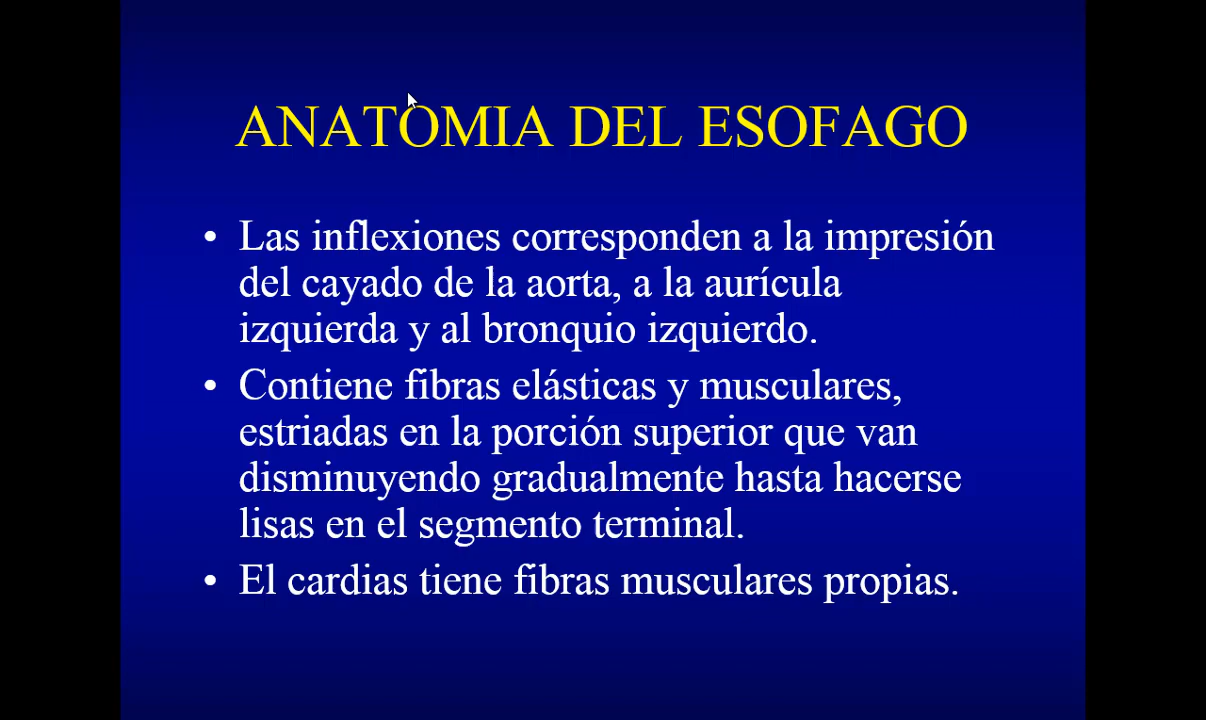 ANATOMIA DEL ESOFAGO
• Las inflexiones corresponden a la impresión
del cayado de la aorta, a la aurícula
izquierda y al bronquio izquierdo.
• Contiene fibras elásticas y musculares,
estriadas en la porción superior que van
disminuyendo gradualmente hasta hacerse
lisas en el segmento terminal.
• El cardias tiene fibras musculares propias.